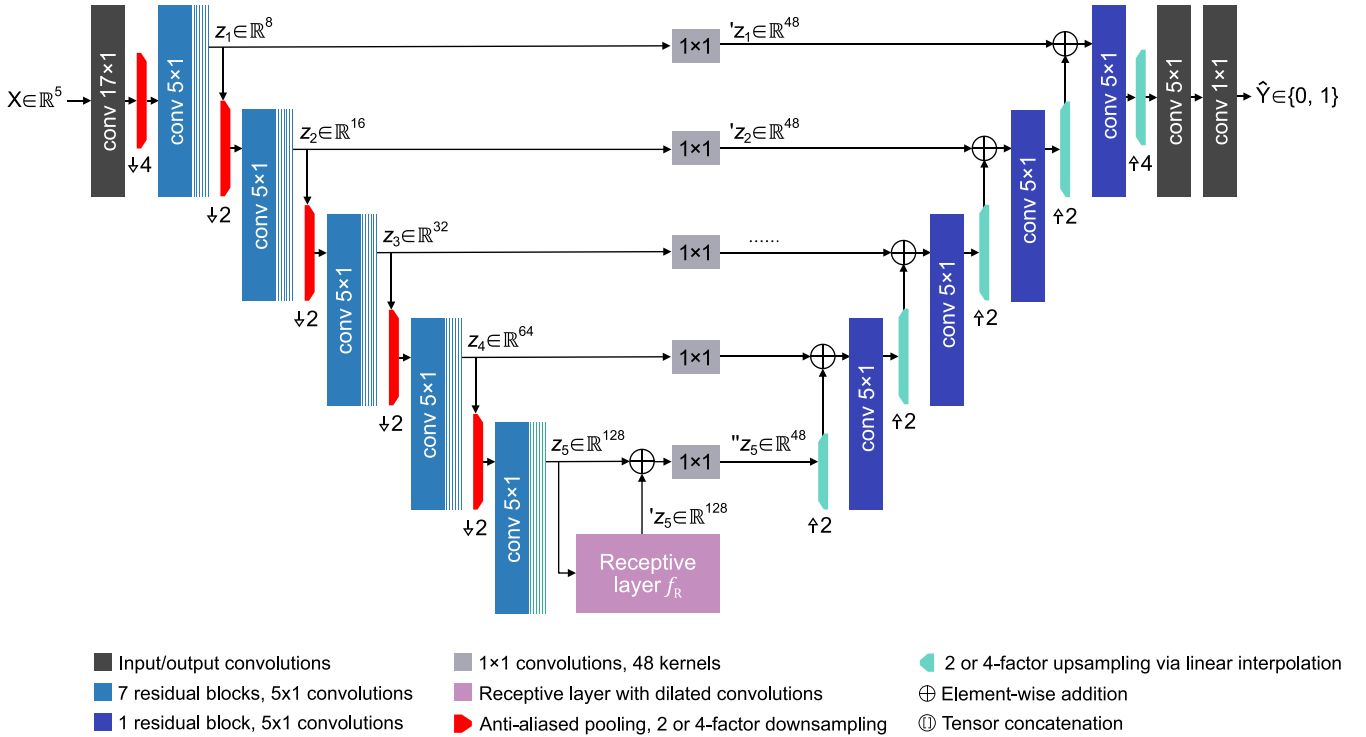 X∈ℝ⁵
conv 17×1
↓4
conv 5×1
z₁∈ℝ⁸
1×1
'z₁∈ℝ⁴⁸
conv 5×1
↑4
conv 5×1
conv 1×1
Ŷ∈{0, 1}
↓2
conv 5×1
z₂∈ℝ¹⁶
1×1
'z₂∈ℝ⁴⁸
conv 5×1
↑2
↓2
conv 5×1
z₃∈ℝ³²
1×1
......
conv 5×1
↑2
↓2
conv 5×1
z₄∈ℝ⁶⁴
1×1
conv 5×1
↑2
↓2
conv 5×1
z₅∈ℝ¹²⁸
1×1
"z₅∈ℝ⁴⁸
↑2
'z₅∈ℝ¹²⁸
Receptive
layer f_R
Input/output convolutions
7 residual blocks, 5x1 convolutions
1 residual block, 5x1 convolutions
1×1 convolutions, 48 kernels
Receptive layer with dilated convolutions
Anti-aliased pooling, 2 or 4-factor downsampling
2 or 4-factor upsampling via linear interpolation
Element-wise addition
Tensor concatenation